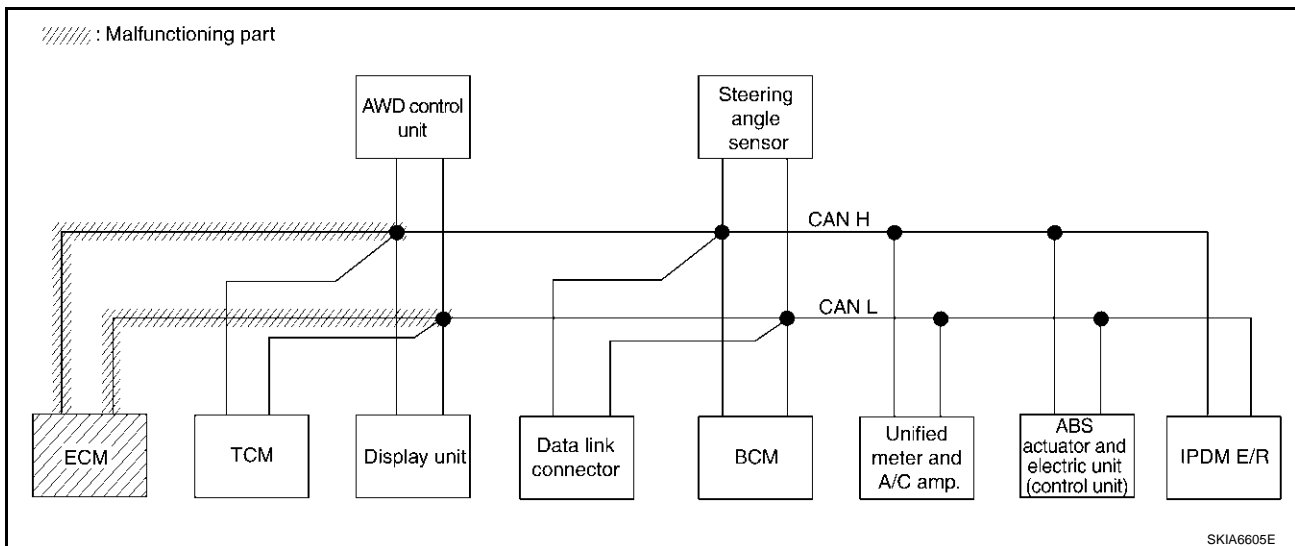 : Malfunctioning part
AWD control
unit
Steering
angle
sensor
CAN H
CAN L
ECM
TCM
Display unit
Data link
connector
BCM
Unified
meter and
A/C amp.
ABS
actuator and
electric unit
(control unit)
IPDM E/R
SKIA6605E